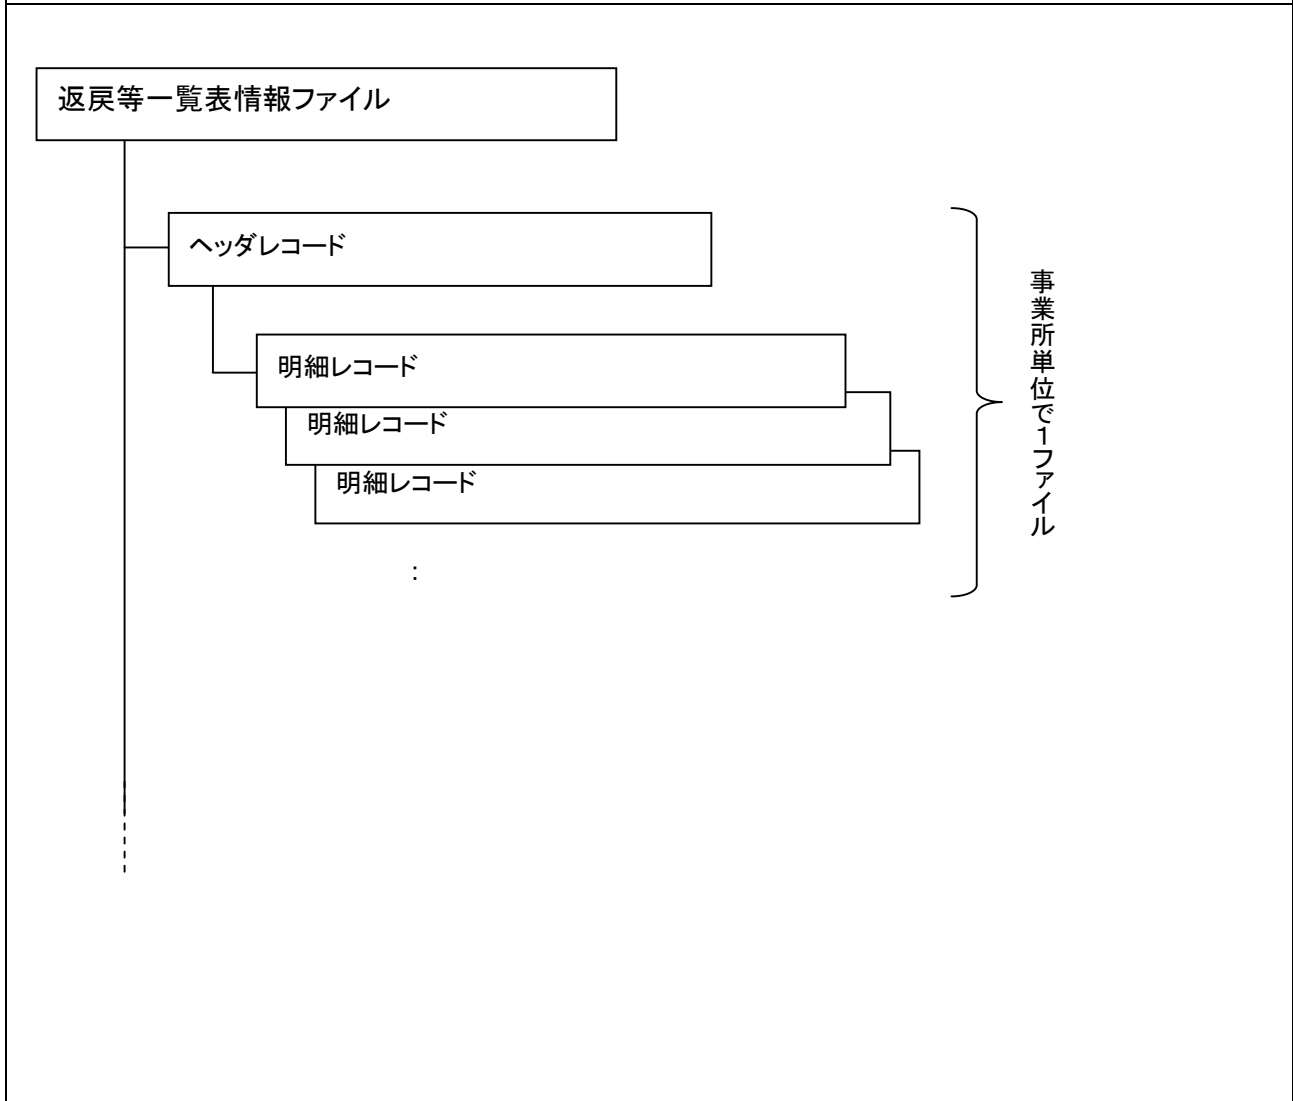 返戻等一覧表情報ファイル
ヘッダレコード
明細レコード
明細レコード
明細レコード
:
事業所単位で1ファイル